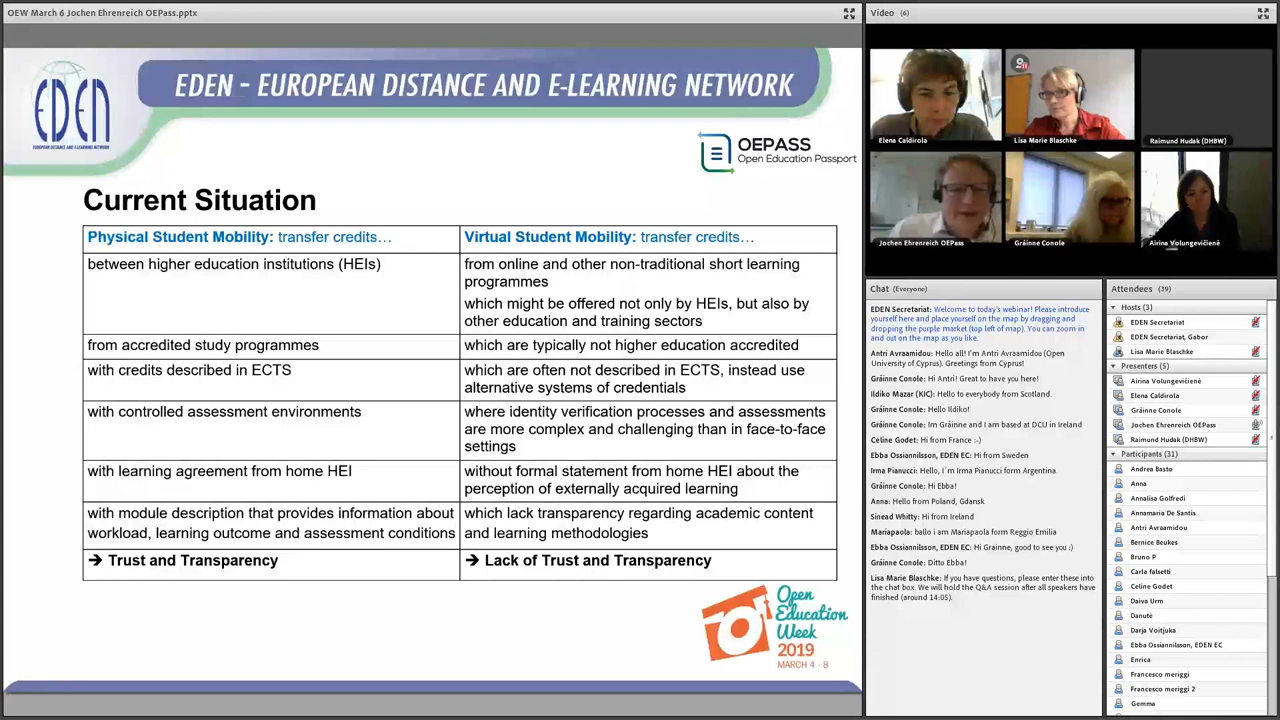 OEW March 6 Jochen Ehrenreich OEPass.pptx
EDEN
EUROPEAN DISTANCE AND E-LEARNING NETWORK
EDEN – EUROPEAN DISTANCE AND E-LEARNING NETWORK
OEPASS
Open Education Passport
Current Situation
Physical Student Mobility: transfer credits…
Virtual Student Mobility: transfer credits…
between higher education institutions (HEIs)
from online and other non-traditional short learning
programmes
which might be offered not only by HEIs, but also by
other education and training sectors
from accredited study programmes
which are typically not higher education accredited
with credits described in ECTS
which are often not described in ECTS, instead use
alternative systems of credentials
with controlled assessment environments
where identity verification processes and assessments
are more complex and challenging than in face-to-face
settings
with learning agreement from home HEI
without formal statement from home HEI about the
perception of externally acquired learning
with module description that provides information about
workload, learning outcome and assessment conditions
which lack transparency regarding academic content
and learning methodologies
➔ Trust and Transparency
➔ Lack of Trust and Transparency
Open
Education
Week
2019
MARCH 4 - 8
Video (6)
Elena Caldirola
Lisa Marie Blaschke
Raimund Hudak (DHBW)
Jochen Ehrenreich OEPass
Gráinne Conole
Airina Volungevičienė
Chat (Everyone)
EDEN Secretariat: Welcome to today's webinar! Please introduce
yourself here and place yourself on the map by dragging and
dropping the purple market (top left of map). You can zoom in
and out on the map as you like.
Antri Avraamidou: Hello all! I'm Antri Avraamidou (Open
University of Cyprus). Greetings from Cyprus!
Gráinne Conole: Hi Antri! Great to have you here!
Ildiko Mazar (KIC): Hello to everybody from Scotland.
Gráinne Conole: Hello Ildiko!
Gráinne Conole: Im Gráinne and I am based at DCU in Ireland
Celine Godet: Hi from France :-)
Ebba Ossiannilsson, EDEN EC: Hi from Sweden
Irma Pianucci: Hello, I´m Irma Pianucci form Argentina.
Gráinne Conole: Hi Ebba!
Anna: Hello from Poland, Gdansk
Sinead Whitty: Hi from Ireland
Mariapaola: ballo i am Mariapaola form Reggio Emilia
Ebba Ossiannilsson, EDEN EC: Hi Grainne, good to see you :)
Gráinne Conole: Ditto Ebba!
Lisa Marie Blaschke: If you have questions, please enter these into
the chat box. We will hold the Q&A session after all speakers have
finished (around 14:05).
Attendees (39)
Hosts (3)
EDEN Secretariat
EDEN Secretariat, Gabor
Lisa Marie Blaschke
Presenters (5)
Airina Volungevičienė
Elena Caldirola
Gráinne Conole
Jochen Ehrenreich OEPass
Raimund Hudak (DHBW)
Participants (31)
Andrea Basto
Anna
Annalisa Golfredi
Annamaria De Santis
Antri Avraamidou
Bernice Beukes
Bruno P
Carla falsetti
Celine Godet
Daiva Urm
Danutė
Darja Voitjuka
Ebba Ossiannilsson, EDEN EC
Enrica
Francesco meriggi
Francesco meriggi 2
Gemma